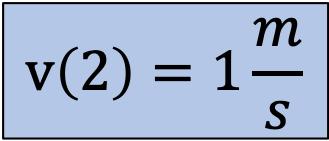 v(2) = 1 m/s